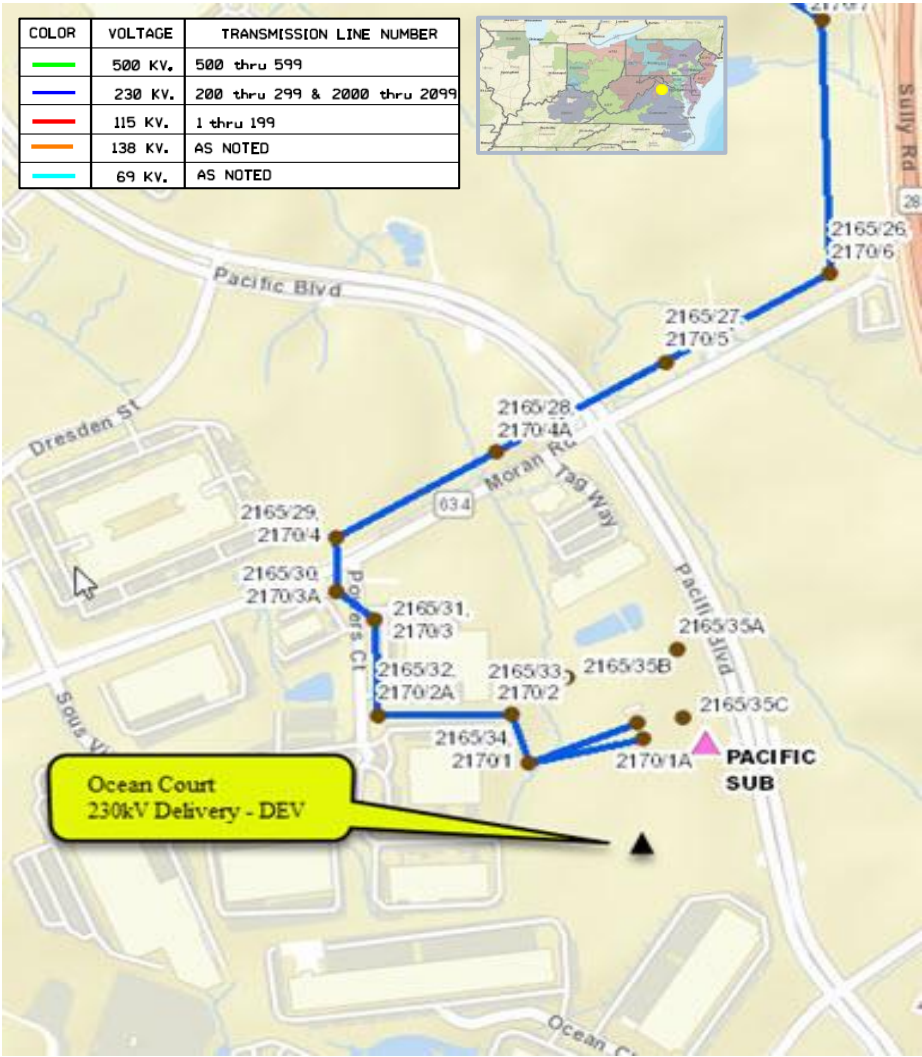 COLOR VOLTAGE TRANSMISSION LINE NUMBER
500 KV. 500 thru 599
230 KV. 200 thru 299 & 2000 thru 2099
115 KV. 1 thru 199
138 KV. AS NOTED
69 KV. AS NOTED
Sully Rd
28
2165/26,
2170/6
Pacific Blvd
2165/27,
2170/5
2165/28,
2170/4A
Dresden St
Moran Rd
Tag Way
634
2165/29,
2170/4
2165/30,
2170/3A
2165/31,
2170/3
Pacific Blvd
2165/35A
2165/32,
2170/2A
2165/33,
2170/2
2165/35B
2165/35C
2165/34,
2170/1
2170/1A
PACIFIC
SUB
Ocean Court
230kV Delivery - DEV